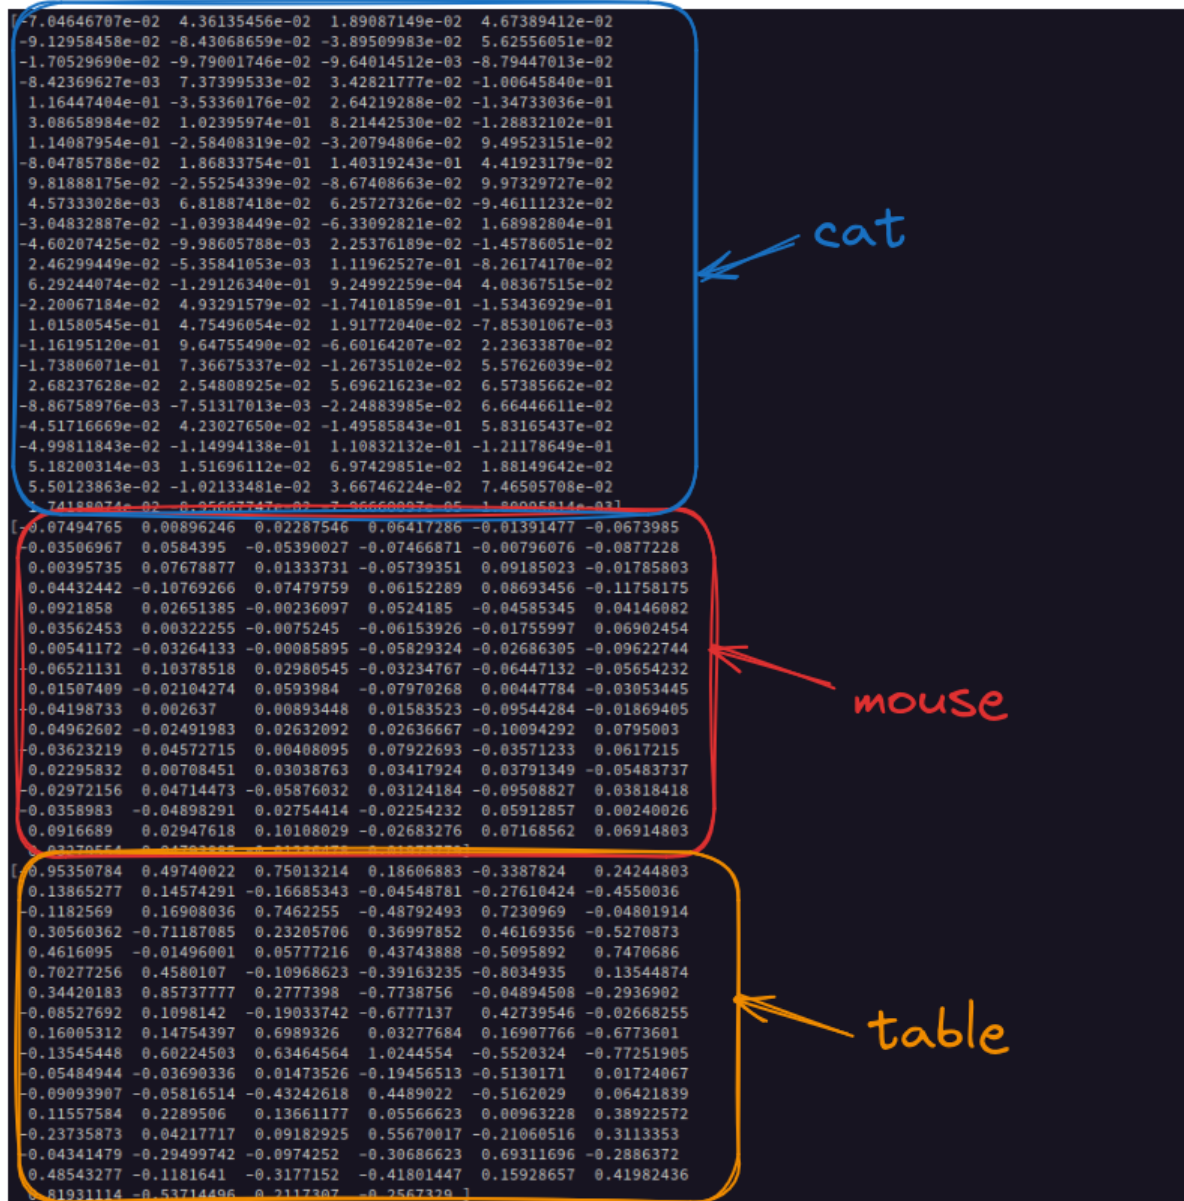 [-7.04646707e-02 4.36135456e-02 1.89087149e-02 4.67389412e-02
-9.12958458e-02 -8.43068659e-02 -3.89509983e-02 5.62556051e-02
-1.70529690e-02 -9.79001746e-02 -9.64014512e-03 -8.79447013e-02
-8.42369627e-03 7.37399533e-02 3.42821777e-02 -1.00645840e-01
1.16447404e-01 -3.53360176e-02 2.64219288e-02 -1.34733036e-01
3.08658984e-02 1.02395974e-01 8.21442530e-02 -1.28832102e-01
1.14087954e-01 -2.58408319e-02 -3.20794806e-02 9.49523151e-02
-8.04785788e-02 1.86833754e-01 1.40319243e-01 4.41923179e-02
9.81888175e-02 -2.55254339e-02 -8.67408663e-02 9.97329727e-02
4.57333028e-03 6.81887418e-02 6.25727326e-02 -9.46111232e-02
-3.04832887e-02 -1.03938449e-02 -6.33092821e-02 1.68982804e-01
-4.60207425e-02 -9.98605788e-03 2.25376189e-02 -1.45786051e-02
2.46299449e-02 -5.35841053e-03 1.11962527e-01 -8.26174170e-02
6.29244074e-02 -1.29126340e-01 9.24992259e-04 4.08367515e-02
-2.20067184e-02 4.93291579e-02 -1.74101859e-01 -1.53436929e-01
1.01580545e-01 4.75496054e-02 1.91772040e-02 -7.85301067e-03
-1.16195120e-01 9.64755490e-02 -6.60164207e-02 2.23633870e-02
-1.73806071e-01 7.36675337e-02 -1.26735102e-02 5.57626039e-02
2.68237628e-02 2.54808925e-02 5.69621623e-02 6.57385662e-02
-8.86758976e-03 -7.51317013e-03 -2.24883985e-02 6.66446611e-02
-4.51716669e-02 4.23027650e-02 -1.49585843e-01 5.83165437e-02
-4.99811843e-02 -1.14994138e-01 1.10832132e-01 -1.21178649e-01
5.18200314e-03 1.51696112e-02 6.97429851e-02 1.88149642e-02
5.50123863e-02 -1.02133481e-02 3.66746224e-02 7.46505708e-02
cat
[-0.07494765 0.00896246 0.02287546 0.06417286 -0.01391477 -0.0673985
-0.03506967 0.0584395 -0.05390027 -0.07466871 -0.00796076 -0.0877228
0.00395735 0.07678877 0.01333731 -0.05739351 0.09185023 -0.01785803
0.04432442 -0.10769266 0.07479759 0.06152289 0.08693456 -0.11758175
0.0921858 0.02651385 -0.00236097 0.0524185 -0.04585345 0.04146082
0.03562453 0.00322255 -0.0075245 -0.06153926 -0.01755997 0.06902454
0.00541172 -0.03264133 -0.00085895 -0.05829324 -0.02686305 -0.09622744
-0.06521131 0.10378518 0.02980545 -0.03234767 -0.06447132 -0.05654232
0.01507409 -0.02104274 0.0593984 -0.07970268 0.00447784 -0.03053445
-0.04198733 0.002637 0.00893448 0.01583523 -0.09544284 -0.01869405
0.04962602 -0.02491983 0.02632092 0.02636667 -0.10094292 0.0795003
-0.03623219 0.04572715 0.00408095 0.07922693 -0.03571233 0.0617215
0.02295832 0.00708451 0.03038763 0.03417924 0.03791349 -0.05483737
-0.02972156 0.04714473 -0.05876032 0.03124184 -0.09508827 0.03818418
-0.0358983 -0.04898291 0.02754414 -0.02254232 0.05912857 0.00240026
0.0916689 0.02947618 0.10108029 -0.02683276 0.07168562 0.06914803
mouse
[-0.95350784 0.49740022 0.75013214 0.18606883 -0.3387824 0.24244803
0.13865277 0.14574291 -0.16685343 -0.04548781 -0.27610424 -0.4550036
-0.1182569 0.16908036 0.7462255 -0.48792493 0.7230969 -0.04801914
0.30560362 -0.71187085 0.23205706 0.36997852 0.46169356 -0.5270873
0.4616095 -0.01496001 0.05777216 0.43743888 -0.5095892 0.7470686
0.70277256 0.4580107 -0.10968623 -0.39163235 -0.8034935 0.13544874
0.34420183 0.85737777 0.2777398 -0.7738756 -0.04894508 -0.2936902
-0.08527692 0.1098142 -0.19033742 -0.6777137 0.42739546 -0.02668255
0.16005312 0.14754397 0.6989326 0.03277684 0.16907766 -0.6773601
-0.13545448 0.60224503 0.63464564 1.0244554 -0.5520324 -0.77251905
-0.05484944 -0.03690336 0.01473526 -0.19456513 -0.5130171 0.01724067
-0.09093907 -0.05816514 -0.43242618 0.4489022 -0.5162029 0.06421839
0.11557584 0.2289506 0.13661177 0.05566623 0.00963228 0.38922572
-0.23735873 0.04217717 0.09182925 0.55670017 -0.21060516 0.3113353
-0.04341479 -0.29499742 -0.0974252 -0.30686623 0.69311696 -0.2886372
0.48543277 -0.1181641 -0.3177152 -0.41801447 0.15928657 0.41982436
0.81931114 -0.53714496 0.2117307 -0.2567329 ]
table